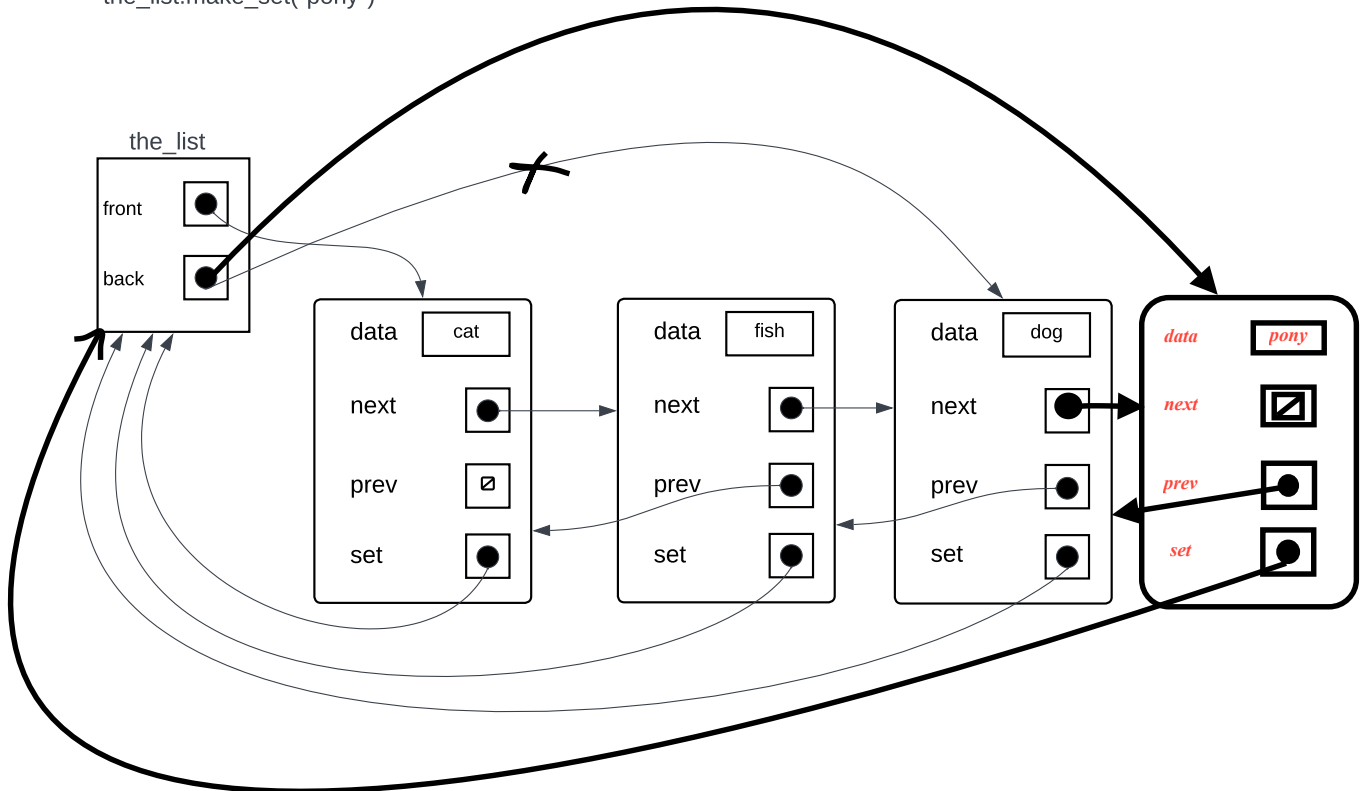 the_list.make_set("pony")
the_list
front
back
data cat
next
prev
set
data fish
next
prev
set
data dog
next
prev
set
data pony
next
prev
set